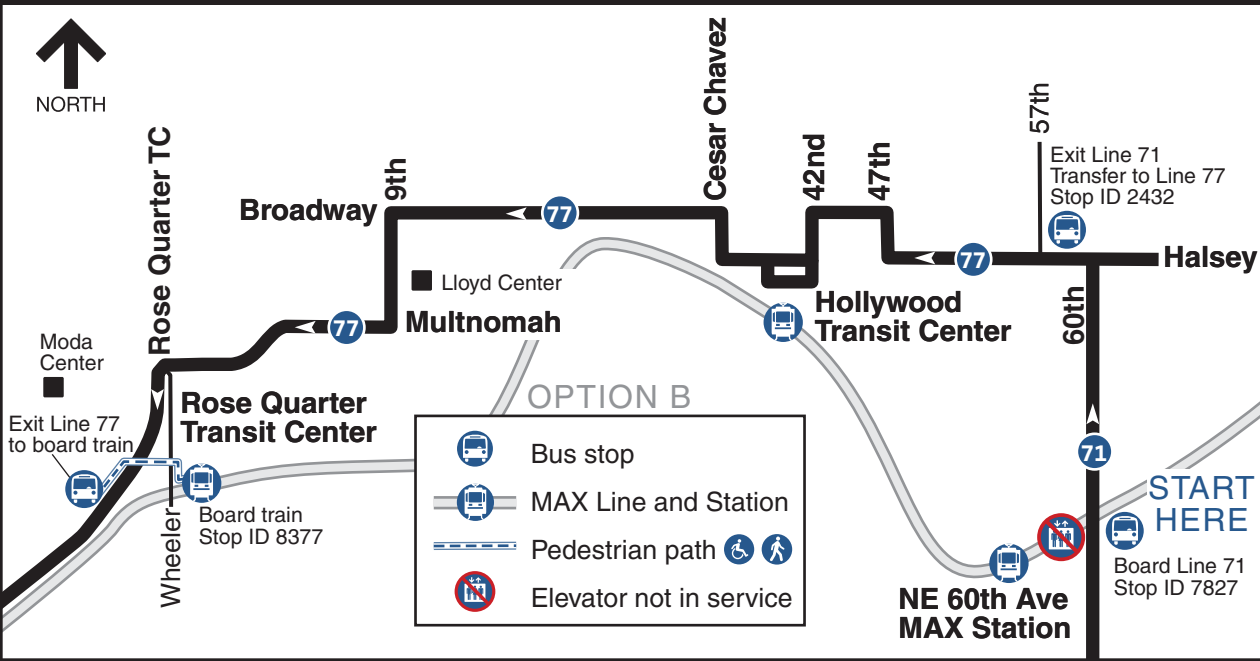 NORTH
Rose Quarter TC
Broadway
9th
77
Cesar Chavez
42nd
47th
57th
Exit Line 71
Transfer to Line 77
Stop ID 2432
77
Halsey
Lloyd Center
Multnomah
77
Hollywood
Transit Center
60th
Moda
Center
Rose Quarter
Transit Center
Exit Line 77
to board train
Board train
Stop ID 8377
Wheeler
OPTION B
Bus stop
MAX Line and Station
Pedestrian path
Elevator not in service
71
START
HERE
Board Line 71
Stop ID 7827
NE 60th Ave
MAX Station